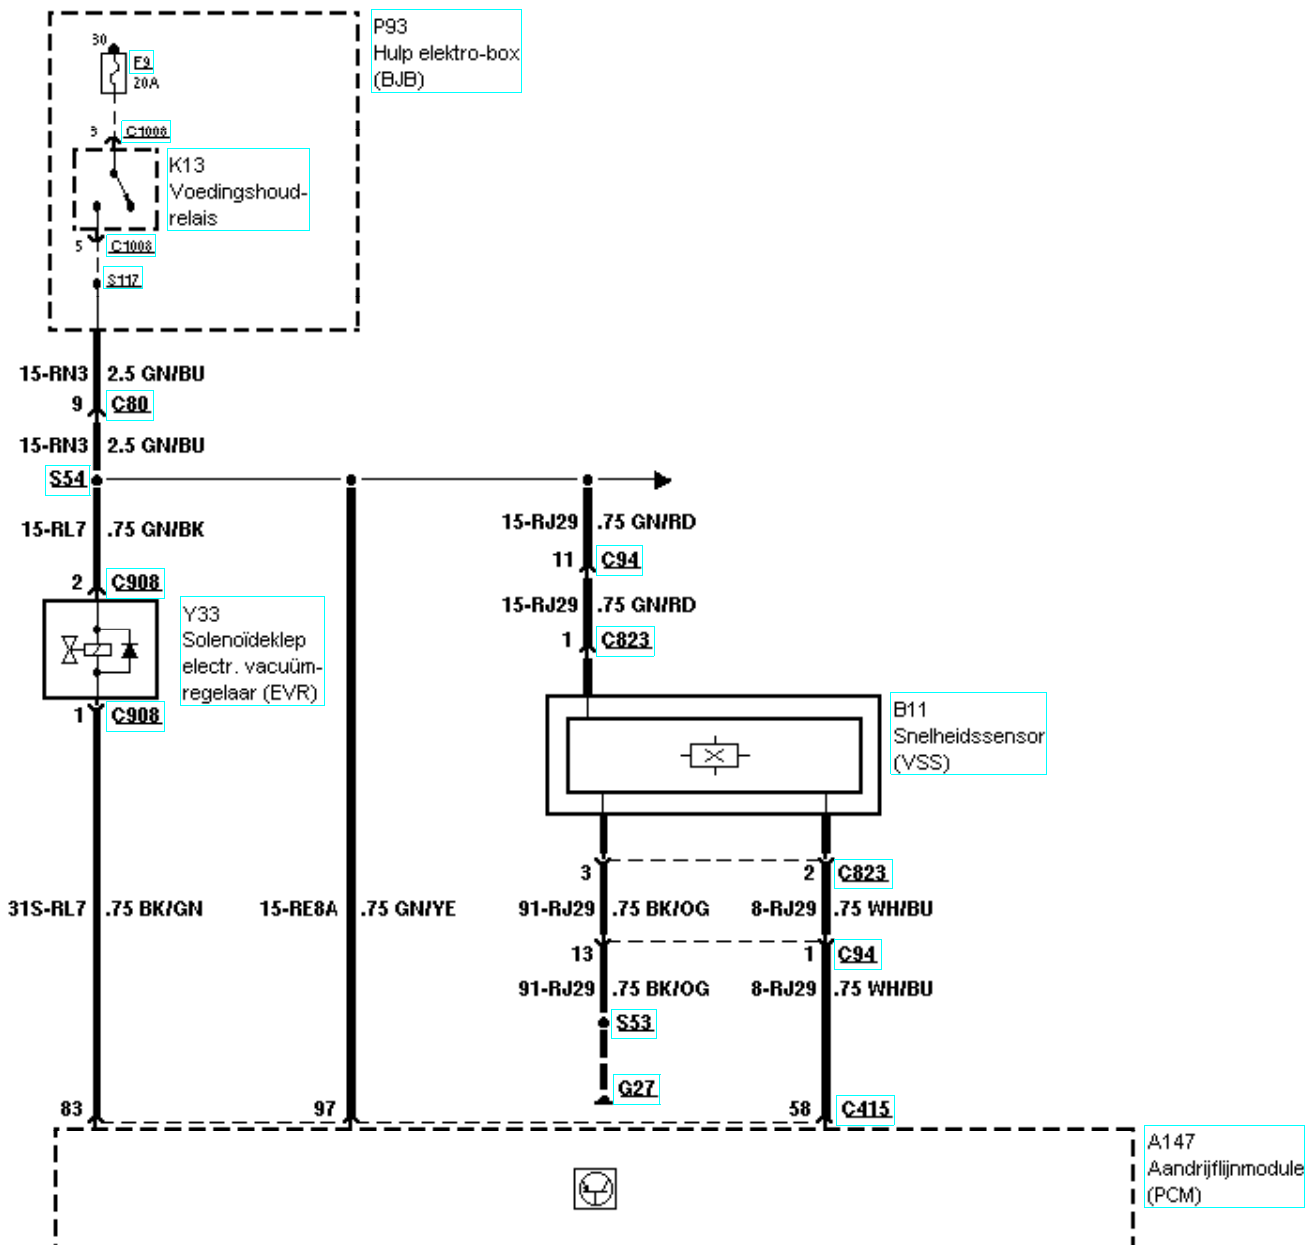 P93
Hulp elektro-box
(BJB)
30
F9
20A
3 C1008
K13
Voedingshoud-
relais
5 C1008
S117
15-RN3 2.5 GN/BU
9 C80
15-RN3 2.5 GN/BU
S54
15-RL7 .75 GN/BK
15-RJ29 .75 GN/RD
11 C94
2 C908
15-RJ29 .75 GN/RD
1 C823
Y33
Solenoïdeklep
electr. vacuüm-
regelaar (EVR)
1 C908
B11
Snelheidssensor
(VSS)
3 2 C823
31S-RL7 .75 BK/GN 15-RE8A .75 GN/YE 91-RJ29 .75 BK/OG 8-RJ29 .75 WH/BU
13 1 C94
91-RJ29 .75 BK/OG 8-RJ29 .75 WH/BU
S53
G27
83 97 58 C415
A147
Aandrijflijnmodule
(PCM)